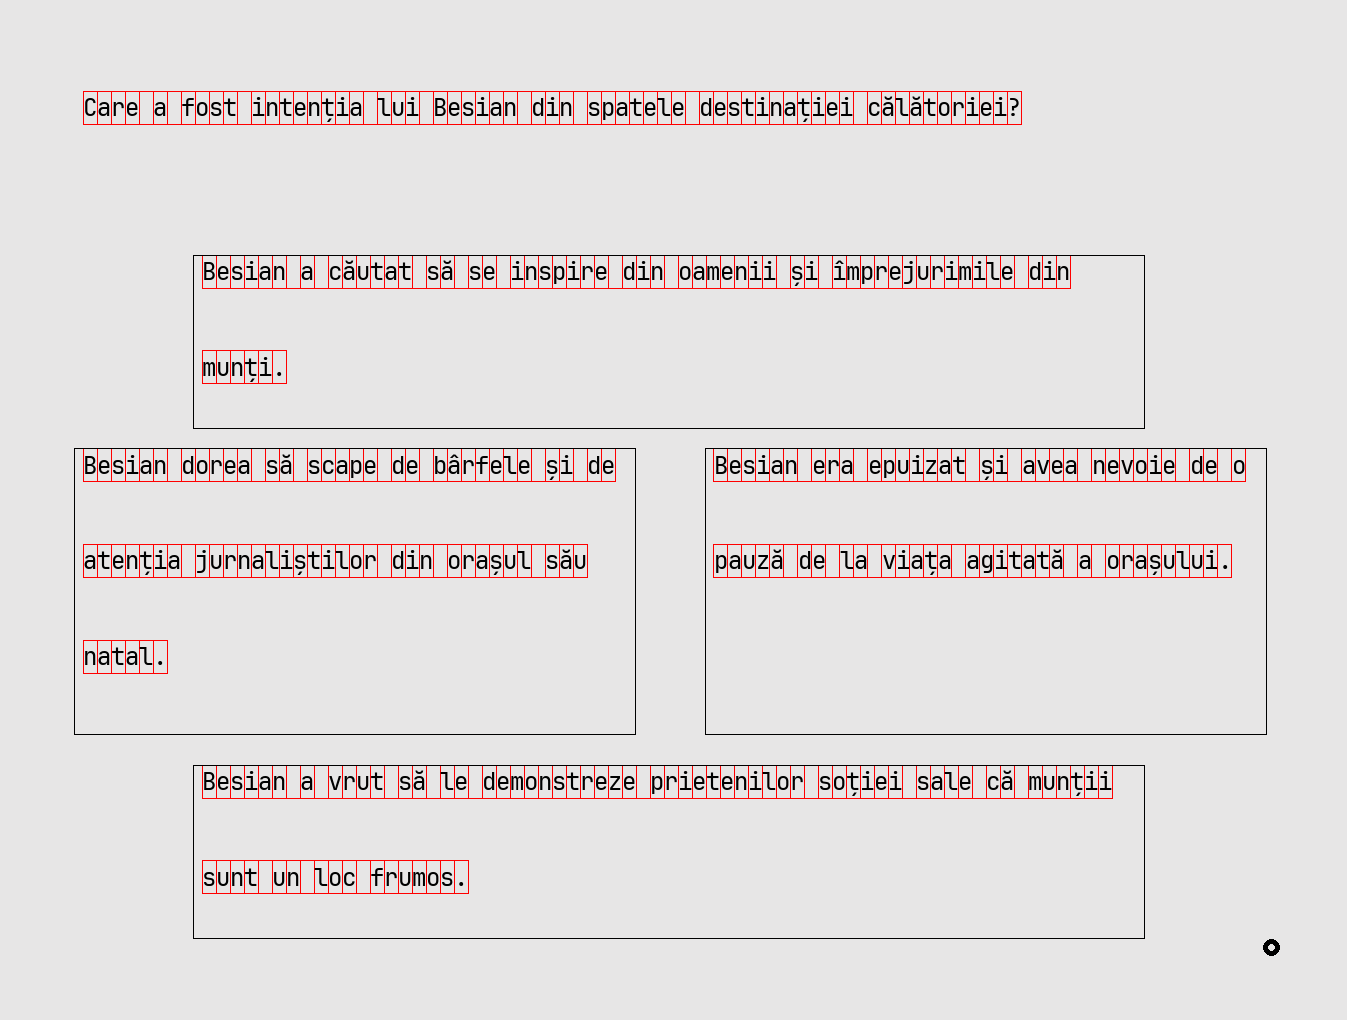 Care a fost intenția lui Besian din spatele destinației călătoriei?
Besian a căutat să se inspire din oamenii și împrejurimile din
munți.
Besian dorea să scape de bârfele și de
atenția jurnaliștilor din orașul său
natal.
Besian era epuizat și avea nevoie de o
pauză de la viața agitată a orașului.
Besian a vrut să le demonstreze prietenilor soției sale că munții
sunt un loc frumos.